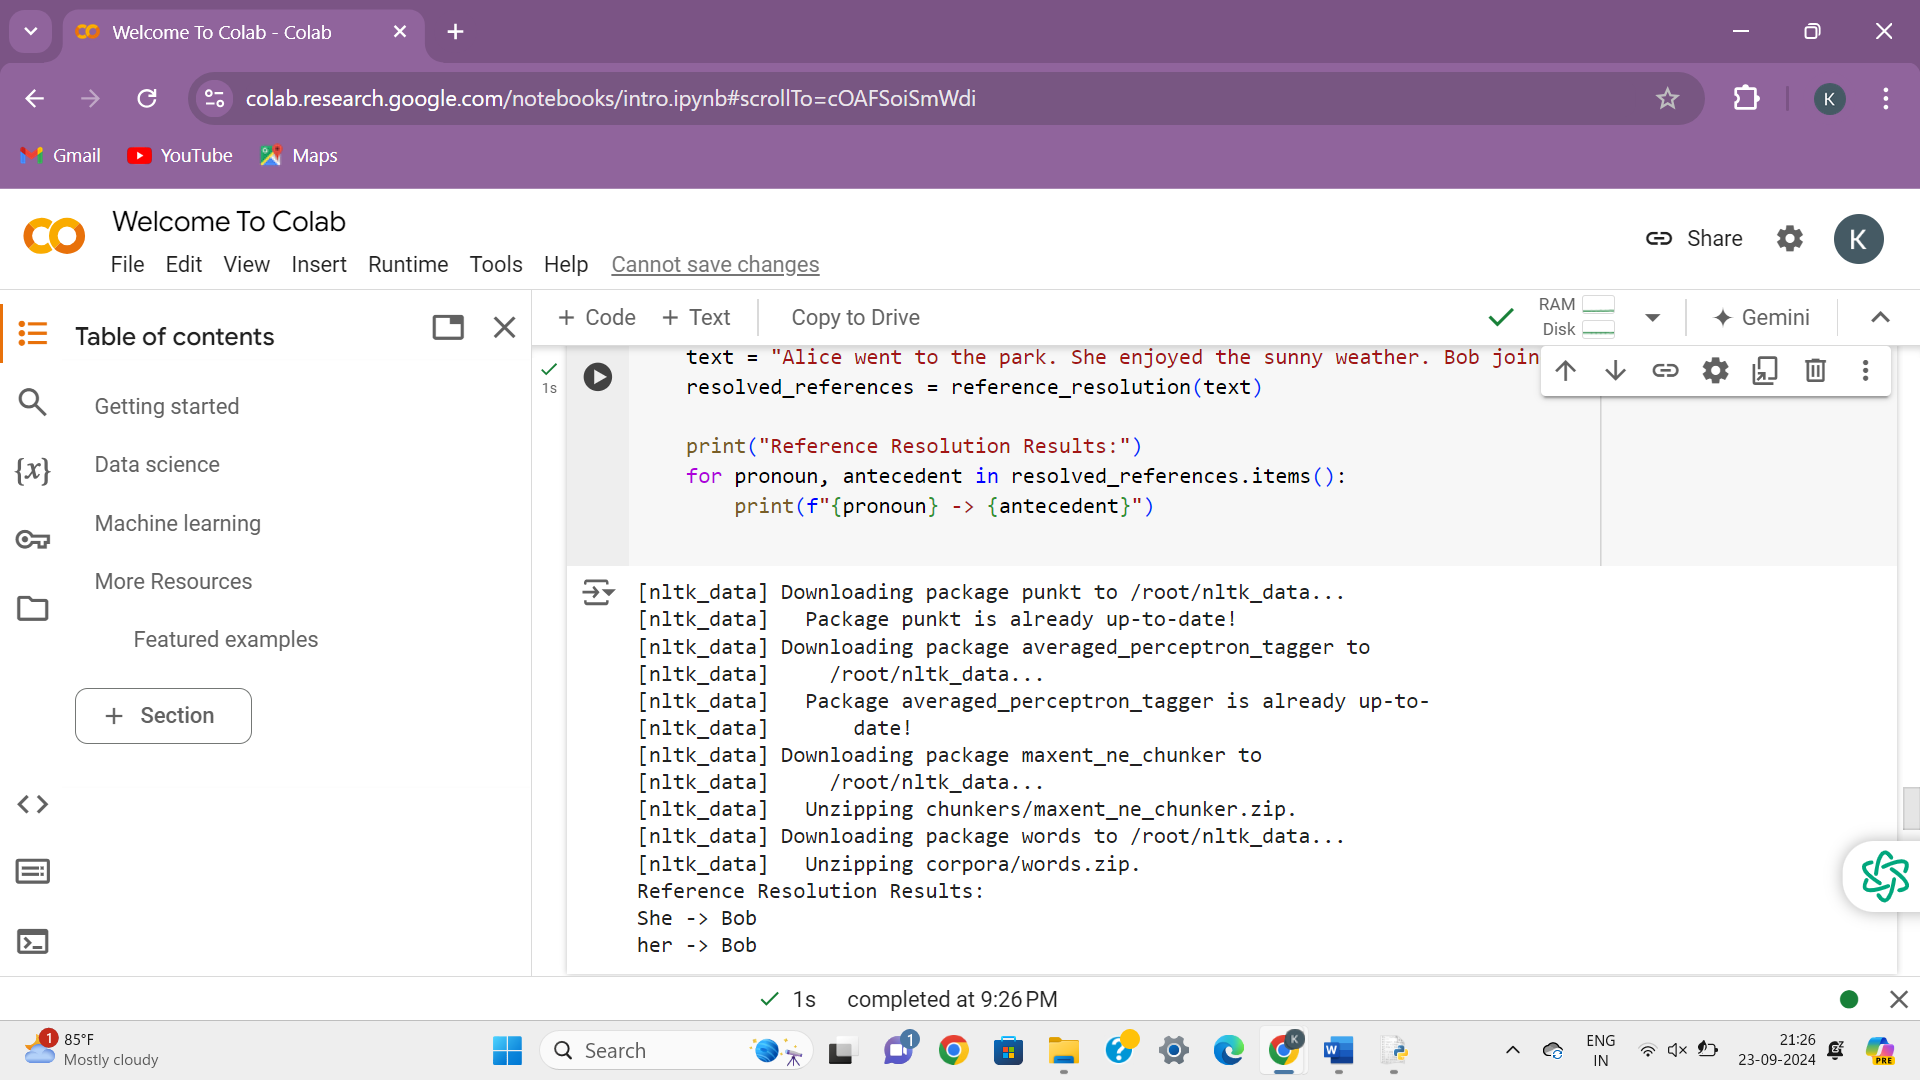 Welcome To Colab - Colab
colab.research.google.com/notebooks/intro.ipynb#scrollTo=cOAFSoiSmWdi
K
Gmail
YouTube
Maps
Welcome To Colab
File Edit View Insert Runtime Tools Help Cannot save changes
Share
K
Table of contents
Getting started
Data science
Machine learning
More Resources
Featured examples
+ Section
{x}
+ Code + Text Copy to Drive
RAM
Disk
Gemini
1s
text = "Alice went to the park. She enjoyed the sunny weather. Bob join
resolved_references = reference_resolution(text)
print("Reference Resolution Results:")
for pronoun, antecedent in resolved_references.items():
print(f"{pronoun} -> {antecedent}")
[nltk_data] Downloading package punkt to /root/nltk_data...
[nltk_data]   Package punkt is already up-to-date!
[nltk_data] Downloading package averaged_perceptron_tagger to
[nltk_data]     /root/nltk_data...
[nltk_data]   Package averaged_perceptron_tagger is already up-to-
[nltk_data]       date!
[nltk_data] Downloading package maxent_ne_chunker to
[nltk_data]     /root/nltk_data...
[nltk_data]   Unzipping chunkers/maxent_ne_chunker.zip.
[nltk_data] Downloading package words to /root/nltk_data...
[nltk_data]   Unzipping corpora/words.zip.
Reference Resolution Results:
She -> Bob
her -> Bob
1s completed at 9:26 PM
1
85°F
Mostly cloudy
Search
1
K
W
ENG
IN
21:26
23-09-2024
PRE